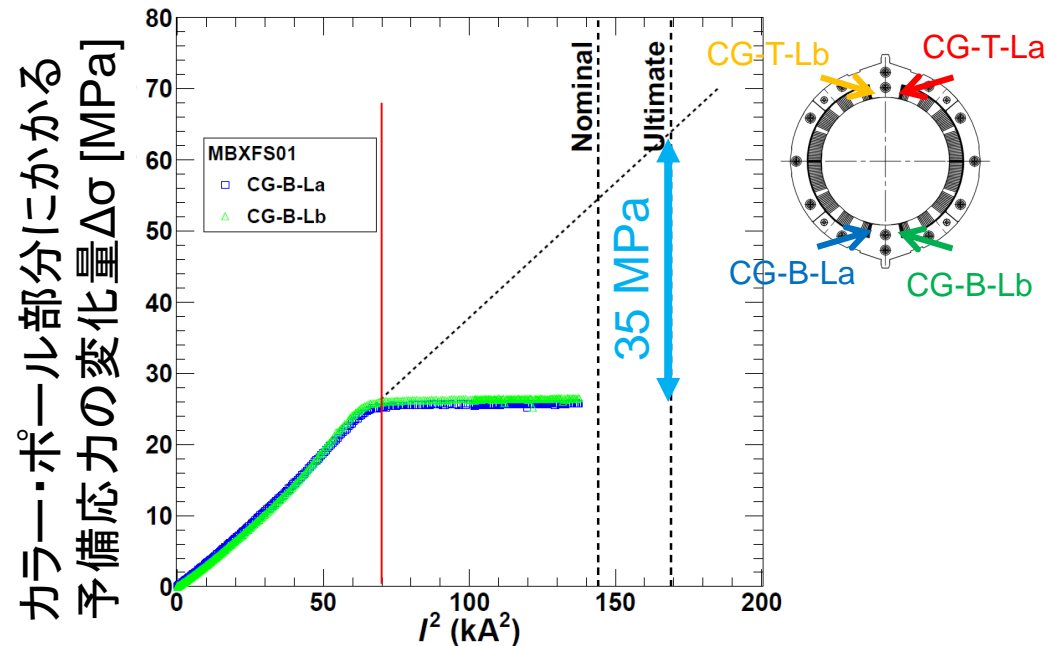 カラー・ポール部分にかかる
予備応力の変化量Δσ [MPa]
80
70
60
50
40
30
20
10
0
0
50
100
150
200
I² (kA²)
MBXFS01
CG-B-La
CG-B-Lb
Nominal
Ultimate
35 MPa
CG-T-Lb
CG-T-La
CG-B-La
CG-B-Lb